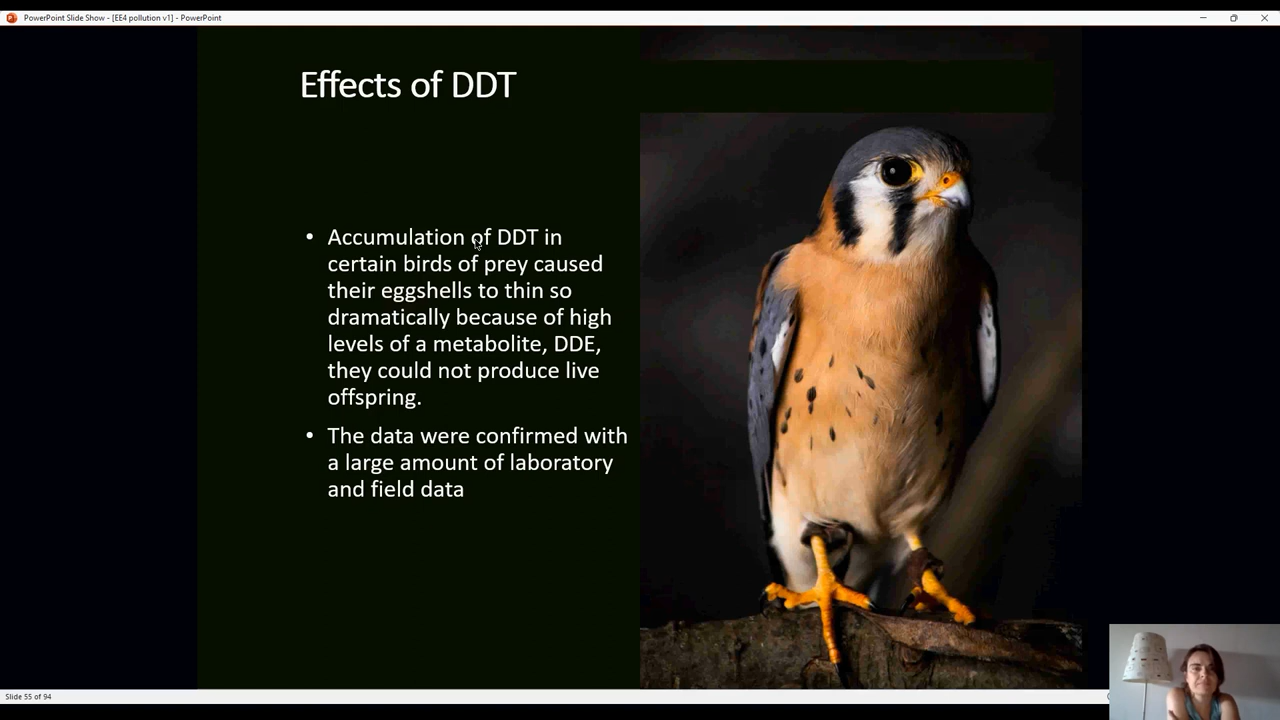 PowerPoint Slide Show - [EE4 pollution v1] - PowerPoint
Effects of DDT
• Accumulation of DDT in
certain birds of prey caused
their eggshells to thin so
dramatically because of high
levels of a metabolite, DDE,
they could not produce live
offspring.
• The data were confirmed with
a large amount of laboratory
and field data
Slide 55 of 94